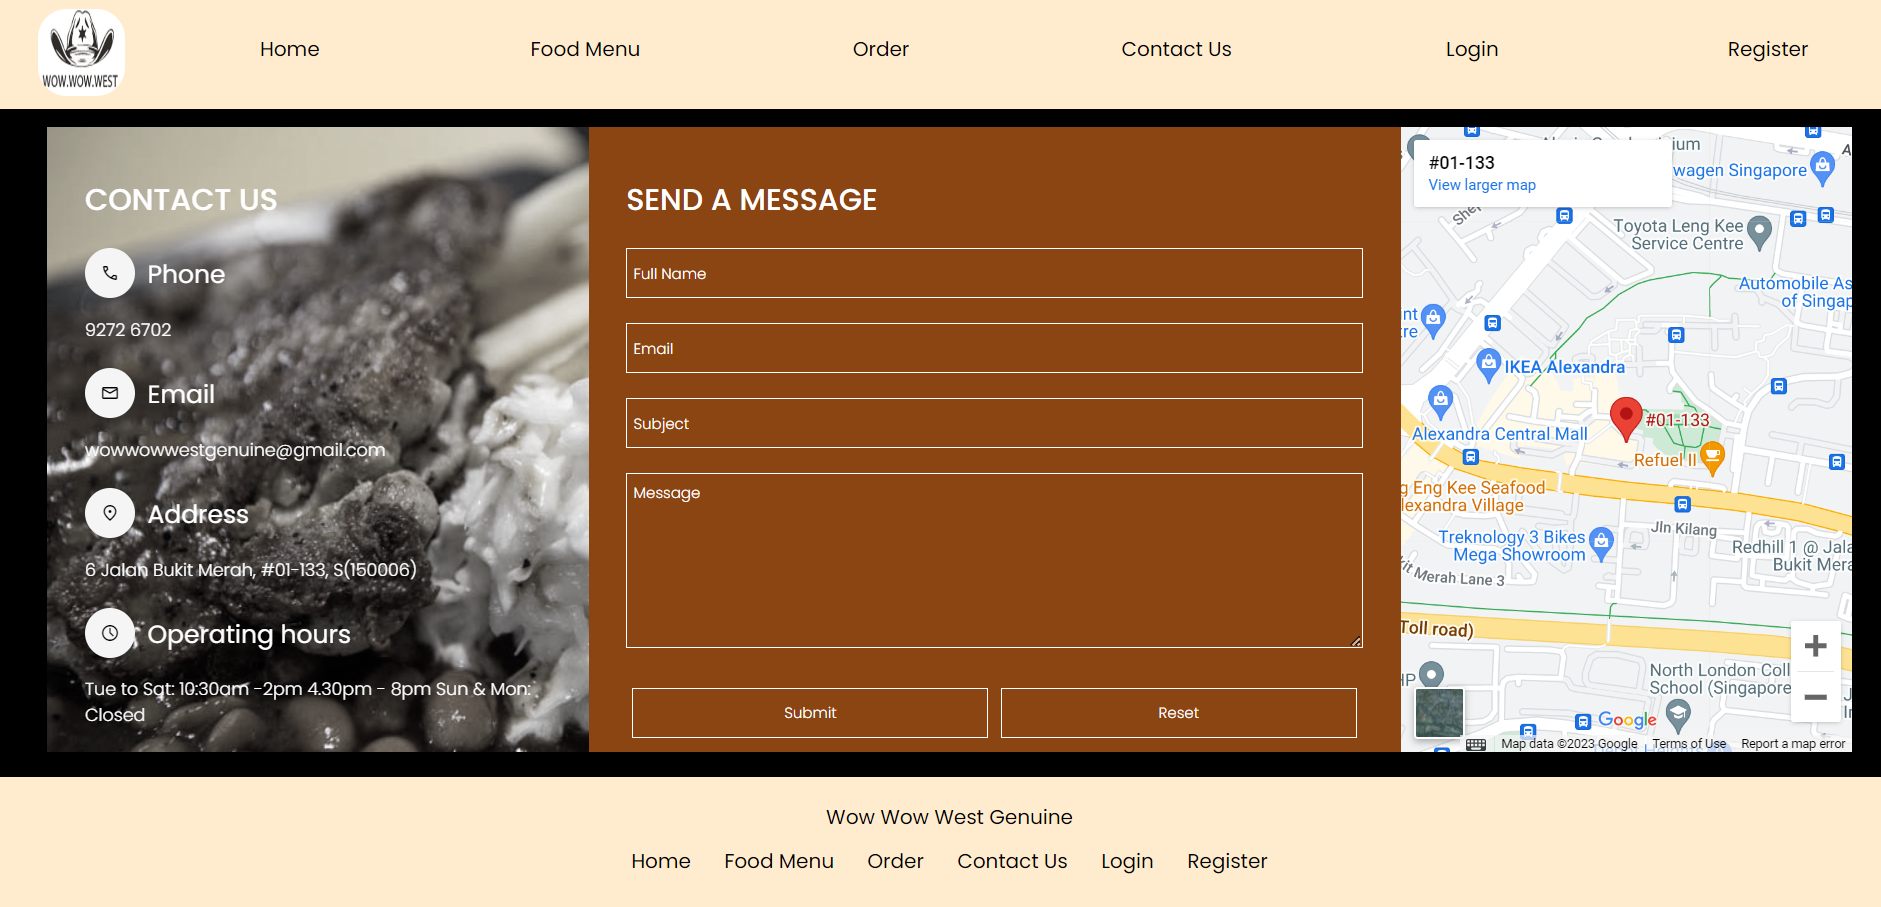 WOW.WOW.WEST
Home
Food Menu
Order
Contact Us
Login
Register
CONTACT US
Phone
9272 6702
Email
wowwowwestgenuine@gmail.com
Address
6 Jalan Bukit Merah, #01-133, S(150006)
Operating hours
Tue to Sat: 10:30am -2pm 4.30pm - 8pm Sun & Mon:
Closed
SEND A MESSAGE
Full Name
Email
Subject
Message
Submit
Reset
#01-133
View larger map
wagen Singapore
Toyota Leng Kee
Service Centre
Automobile As
of Singap
IKEA Alexandra
#01-133
Alexandra Central Mall
Refuel II
g Eng Kee Seafood
lexandra Village
Jln Kilang
Treknology 3 Bikes
Mega Showroom
Redhill 1 @ Jala
Bukit Mera
kit Merah Lane 3
Toll road)
North London Coll
School (Singapore
Google
Map data ©2023 Google
Terms of Use
Report a map error
Wow Wow West Genuine
Home
Food Menu
Order
Contact Us
Login
Register